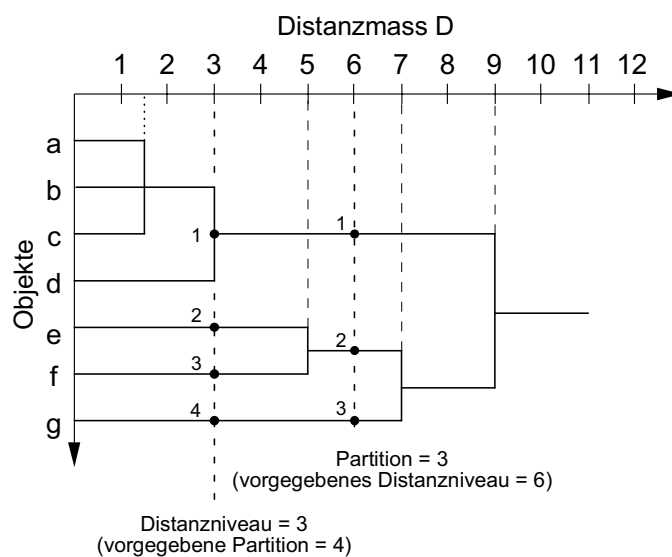 Distanzmass D
1 2 3 4 5 6 7 8 9 10 11 12
Objekte
a
b
c
d
e
f
g
1 1
2
3
4
2
3
Partition = 3
(vorgegebenes Distanzniveau = 6)
Distanzniveau = 3
(vorgegebene Partition = 4)